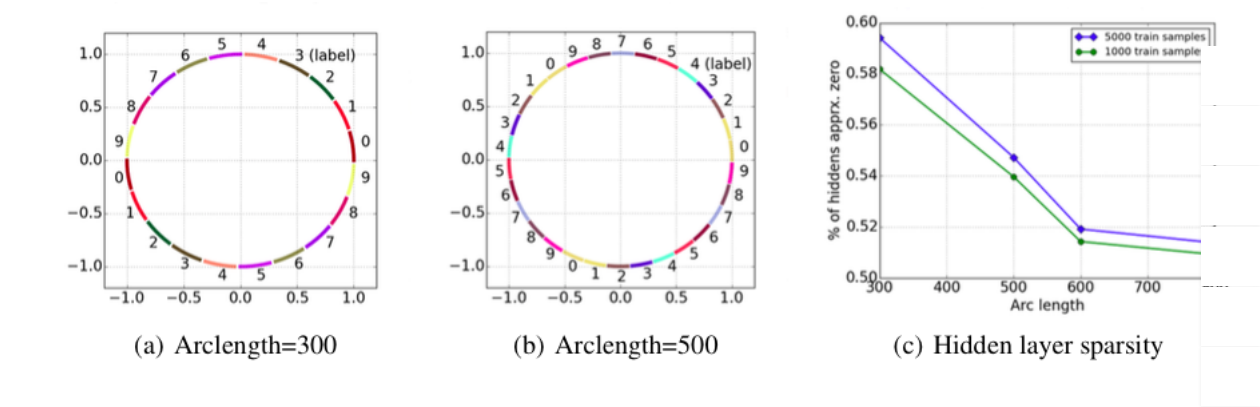 5 4
6 3 (label)
7 2
8 1
9 0
0 9
1 8
2 7
3 6
4 5
1.0
0.5
0.0
−0.5
−1.0
−1.0 −0.5 0.0 0.5 1.0
(a) Arclength=300
8 7 6
9 5
0 4 (label)
1 3
2 2
3 1
4 0
5 9
6 8
7 7
8 6
9 5
0 1 2 3 4
1.0
0.5
0.0
−0.5
−1.0
−1.0 −0.5 0.0 0.5 1.0
(b) Arclength=500
0.60
0.58
0.56
0.54
0.52
0.50
% of hiddens apprx. zero
5000 train samples
1000 train sample
300 400 500 600 700
Arc length
(c) Hidden layer sparsity